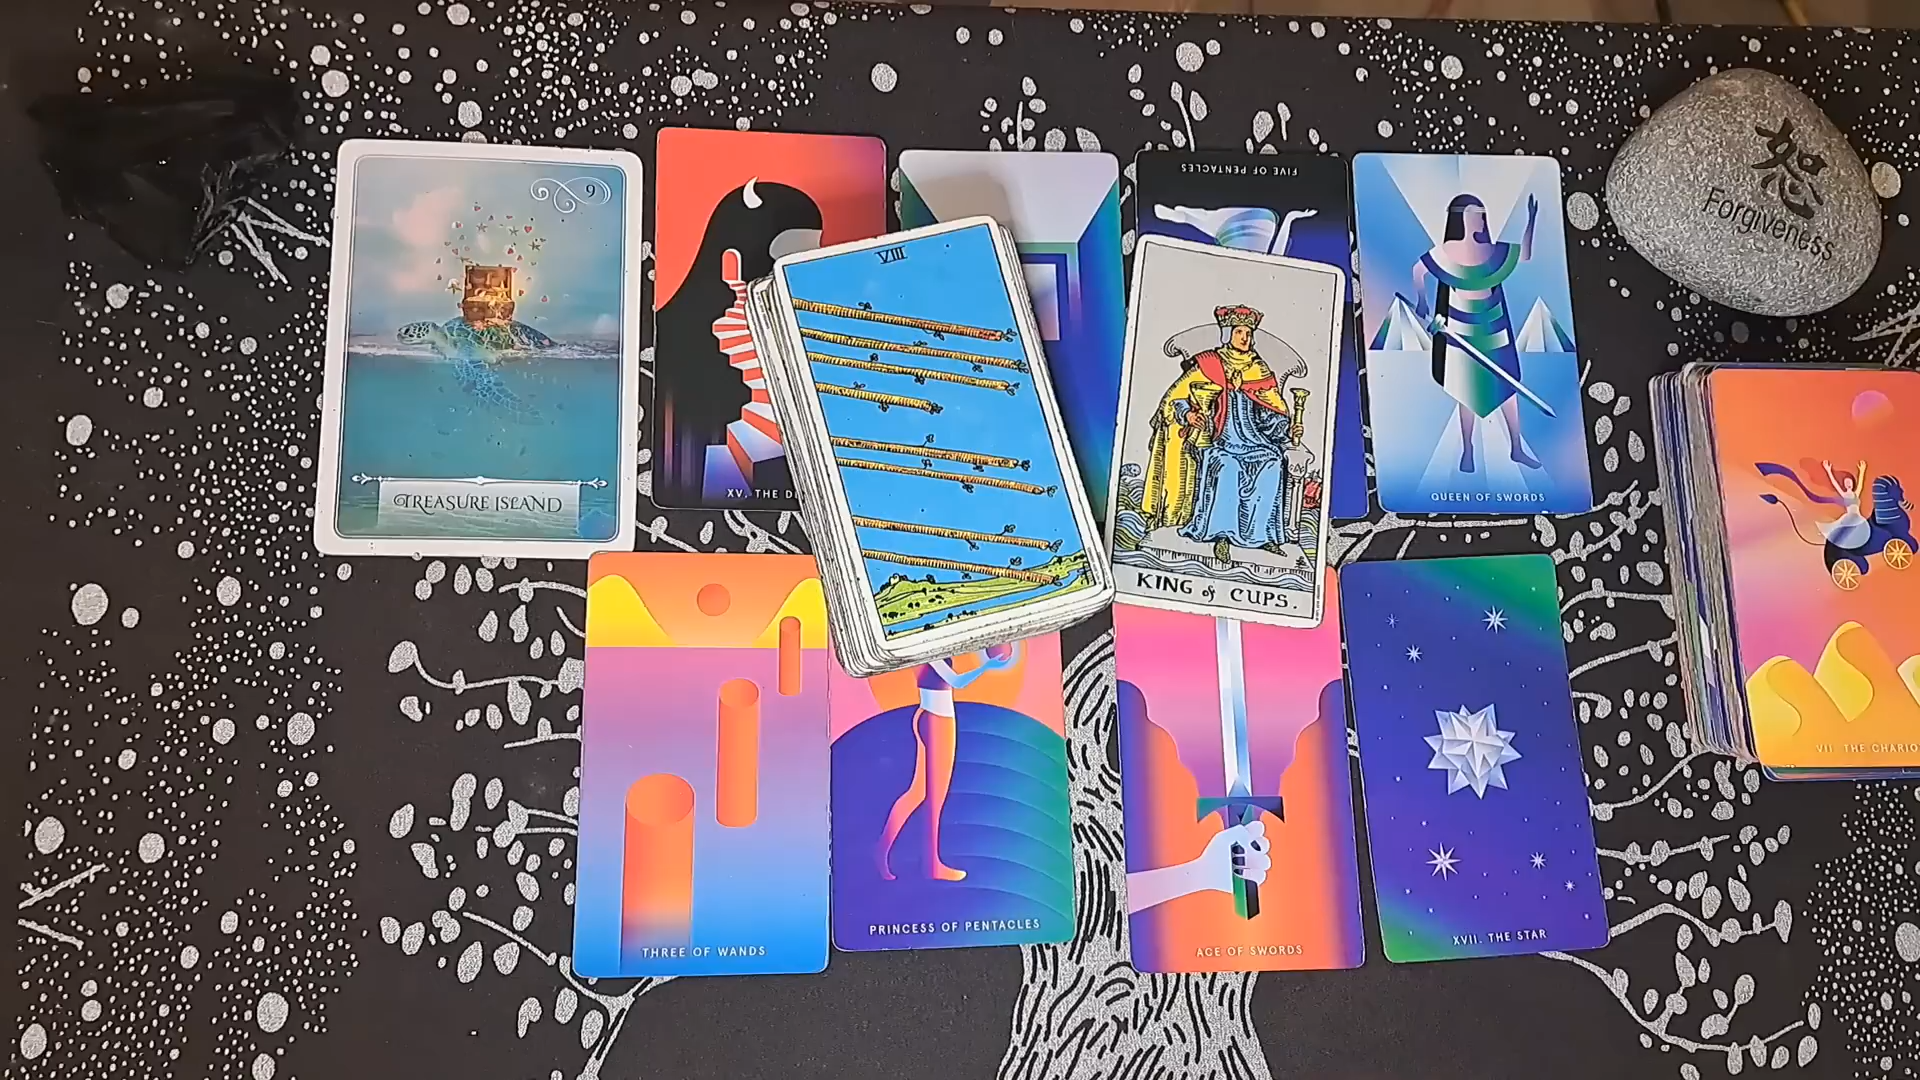 9
TREASURE ISLAND
XV. THE D
VIII
FIVE OF PENTACLES
KING of CUPS.
QUEEN OF SWORDS
恕
Forgiveness
VII. THE CHARIO
THREE OF WANDS
PRINCESS OF PENTACLES
ACE OF SWORDS
XVII. THE STAR